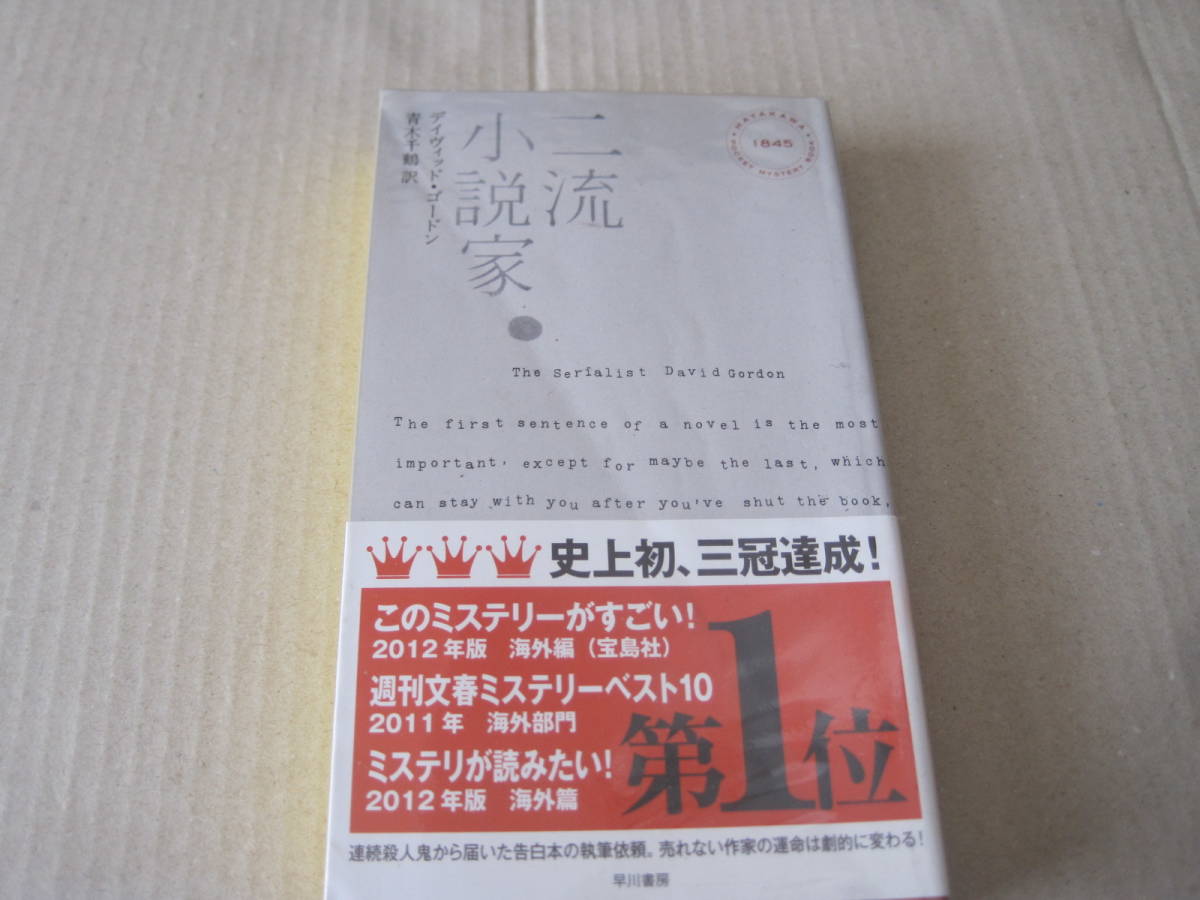 二流
小説家
デイヴィッド・ゴードン
青木千鶴 訳
HAYAKAWA
1845
POCKET MYSTERY BOOK
The Serialist David Gordon
The first sentence of a novel is the most
important, except for maybe the last, which
can stay with you after you've shut the book,
史上初、三冠達成！
このミステリーがすごい！
2012年版 海外編（宝島社）
週刊文春ミステリーベスト10
2011年 海外部門
ミステリが読みたい！
2012年版 海外篇
第1位
連続殺人鬼から届いた告白本の執筆依頼。売れない作家の運命は劇的に変わる！
早川書房